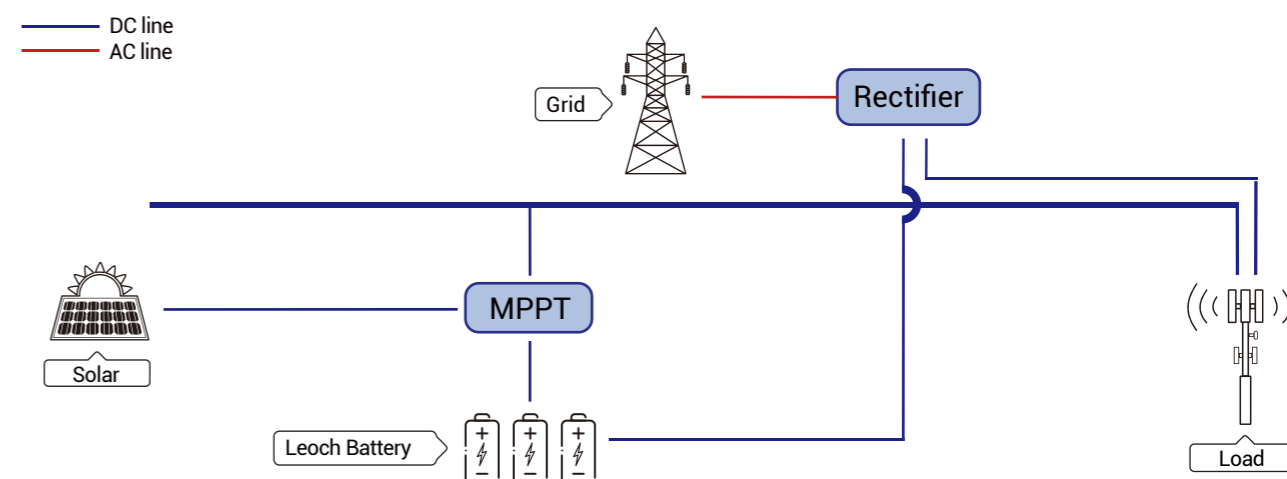 DC line
AC line
Grid
Rectifier
MPPT
Solar
Leoch Battery
Load